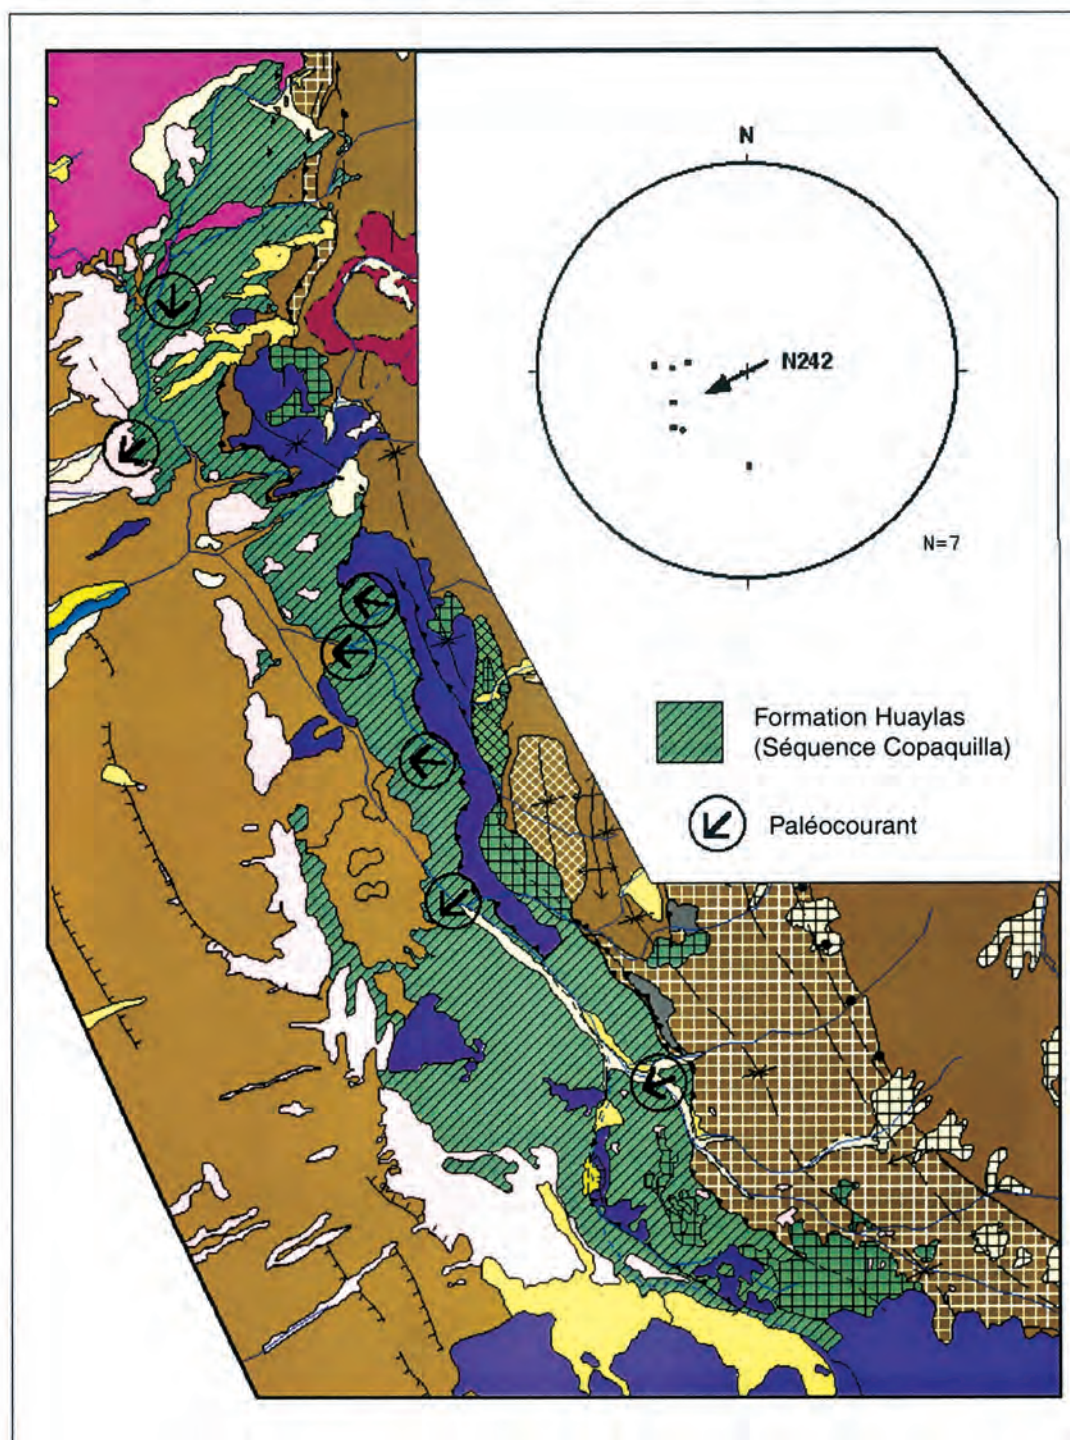 N
N242
N=7
Formation Huaylas
(Séquence Copaquilla)
Paléocourant